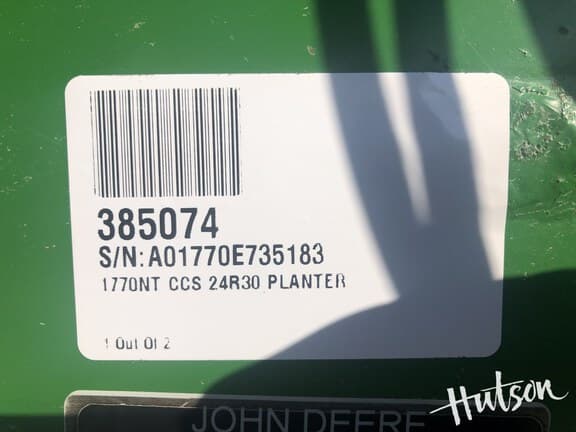 385074
S/N: A01770E735183
1770NT CCS 24R30 PLANTER
1 Out Of 2
JOHN DEERE
Hutson